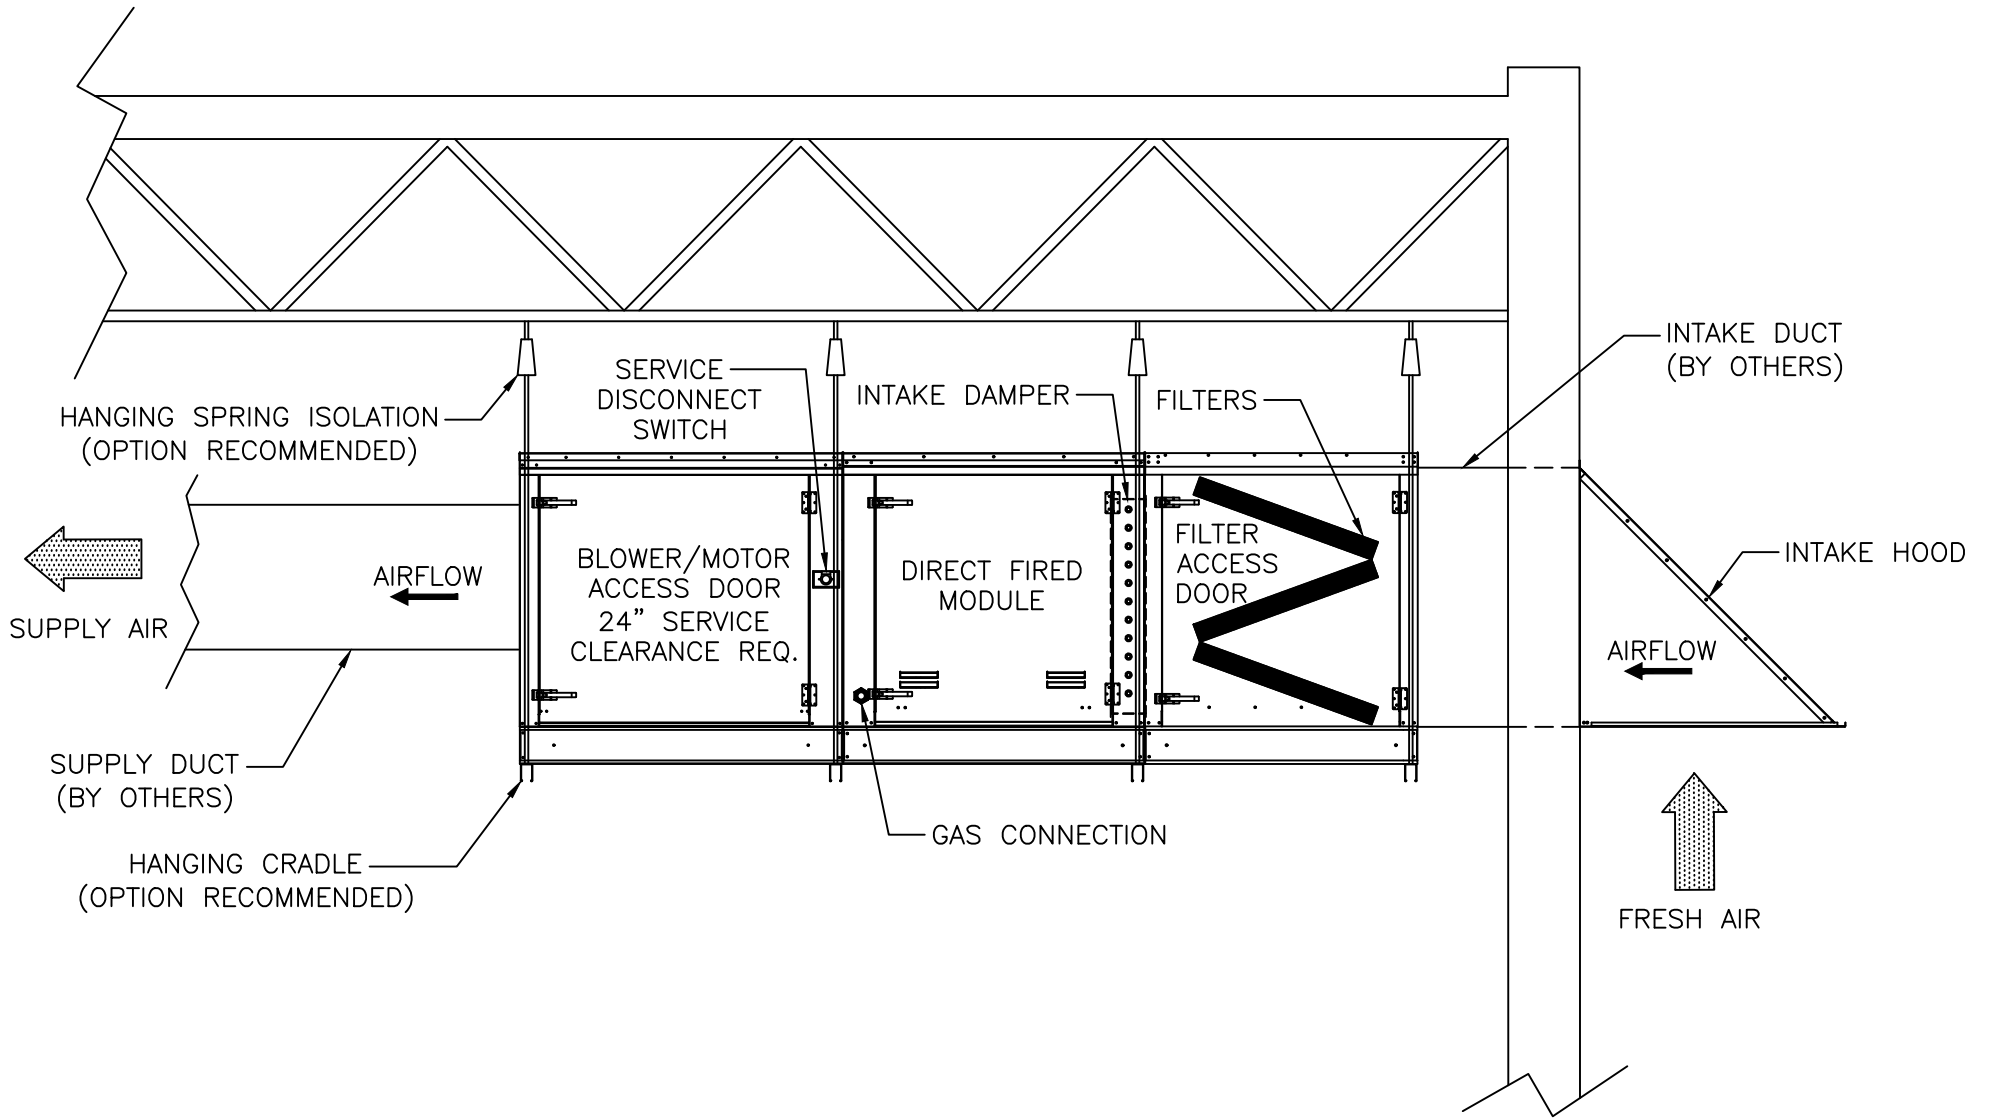 INTAKE DUCT
(BY OTHERS)
SERVICE
DISCONNECT
SWITCH
INTAKE DAMPER
FILTERS
HANGING SPRING ISOLATION
(OPTION RECOMMENDED)
FILTER
ACCESS
DOOR
INTAKE HOOD
BLOWER/MOTOR
ACCESS DOOR
24” SERVICE
CLEARANCE REQ.
DIRECT FIRED
MODULE
AIRFLOW
SUPPLY AIR
AIRFLOW
SUPPLY DUCT
(BY OTHERS)
GAS CONNECTION
HANGING CRADLE
(OPTION RECOMMENDED)
FRESH AIR